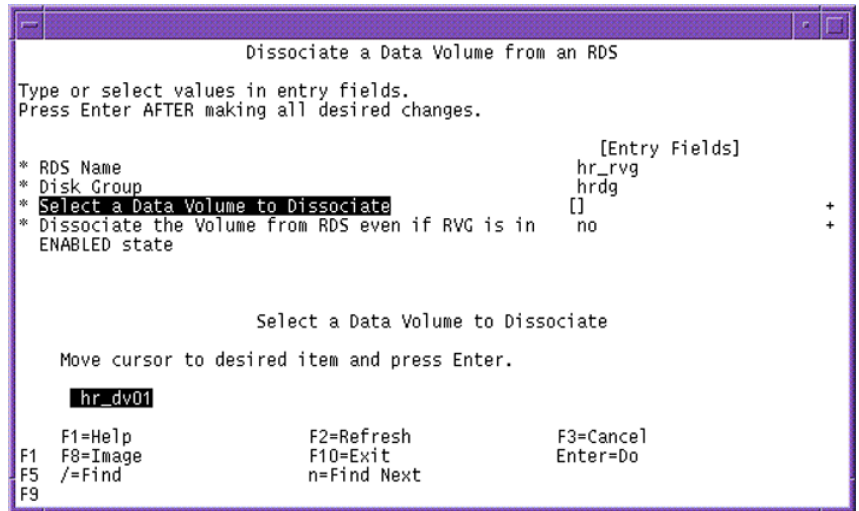 Dissociate a Data Volume from an RDS
Type or select values in entry fields.
Press Enter AFTER making all desired changes.
[Entry Fields]
* RDS Name hr_rvg
* Disk Group hrdg
* Select a Data Volume to Dissociate [] +
* Dissociate the Volume from RDS even if RVG is in no +
ENABLED state
Select a Data Volume to Dissociate
Move cursor to desired item and press Enter.
hr_dv01
F1=Help F2=Refresh F3=Cancel
F1 F8=Image F10=Exit Enter=Do
F5 /=Find n=Find Next
F9